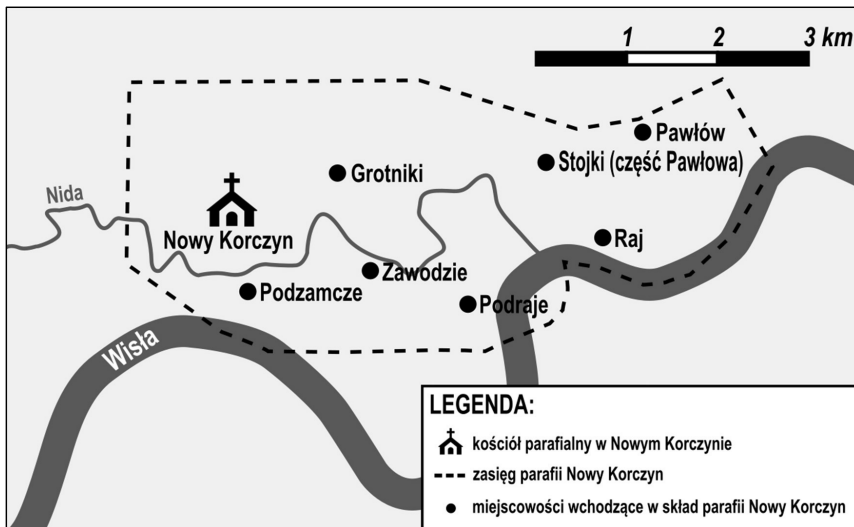 1 2 3 km
Pawłów
Stojki (część Pawłowa)
Grotniki
Nida
Nowy Korczyn
Raj
Zawodzie
Podzamcze
Podraje
Wisła
LEGENDA:
kościół parafialny w Nowym Korczynie
zasięg parafii Nowy Korczyn
miejscowości wchodzące w skład parafii Nowy Korczyn